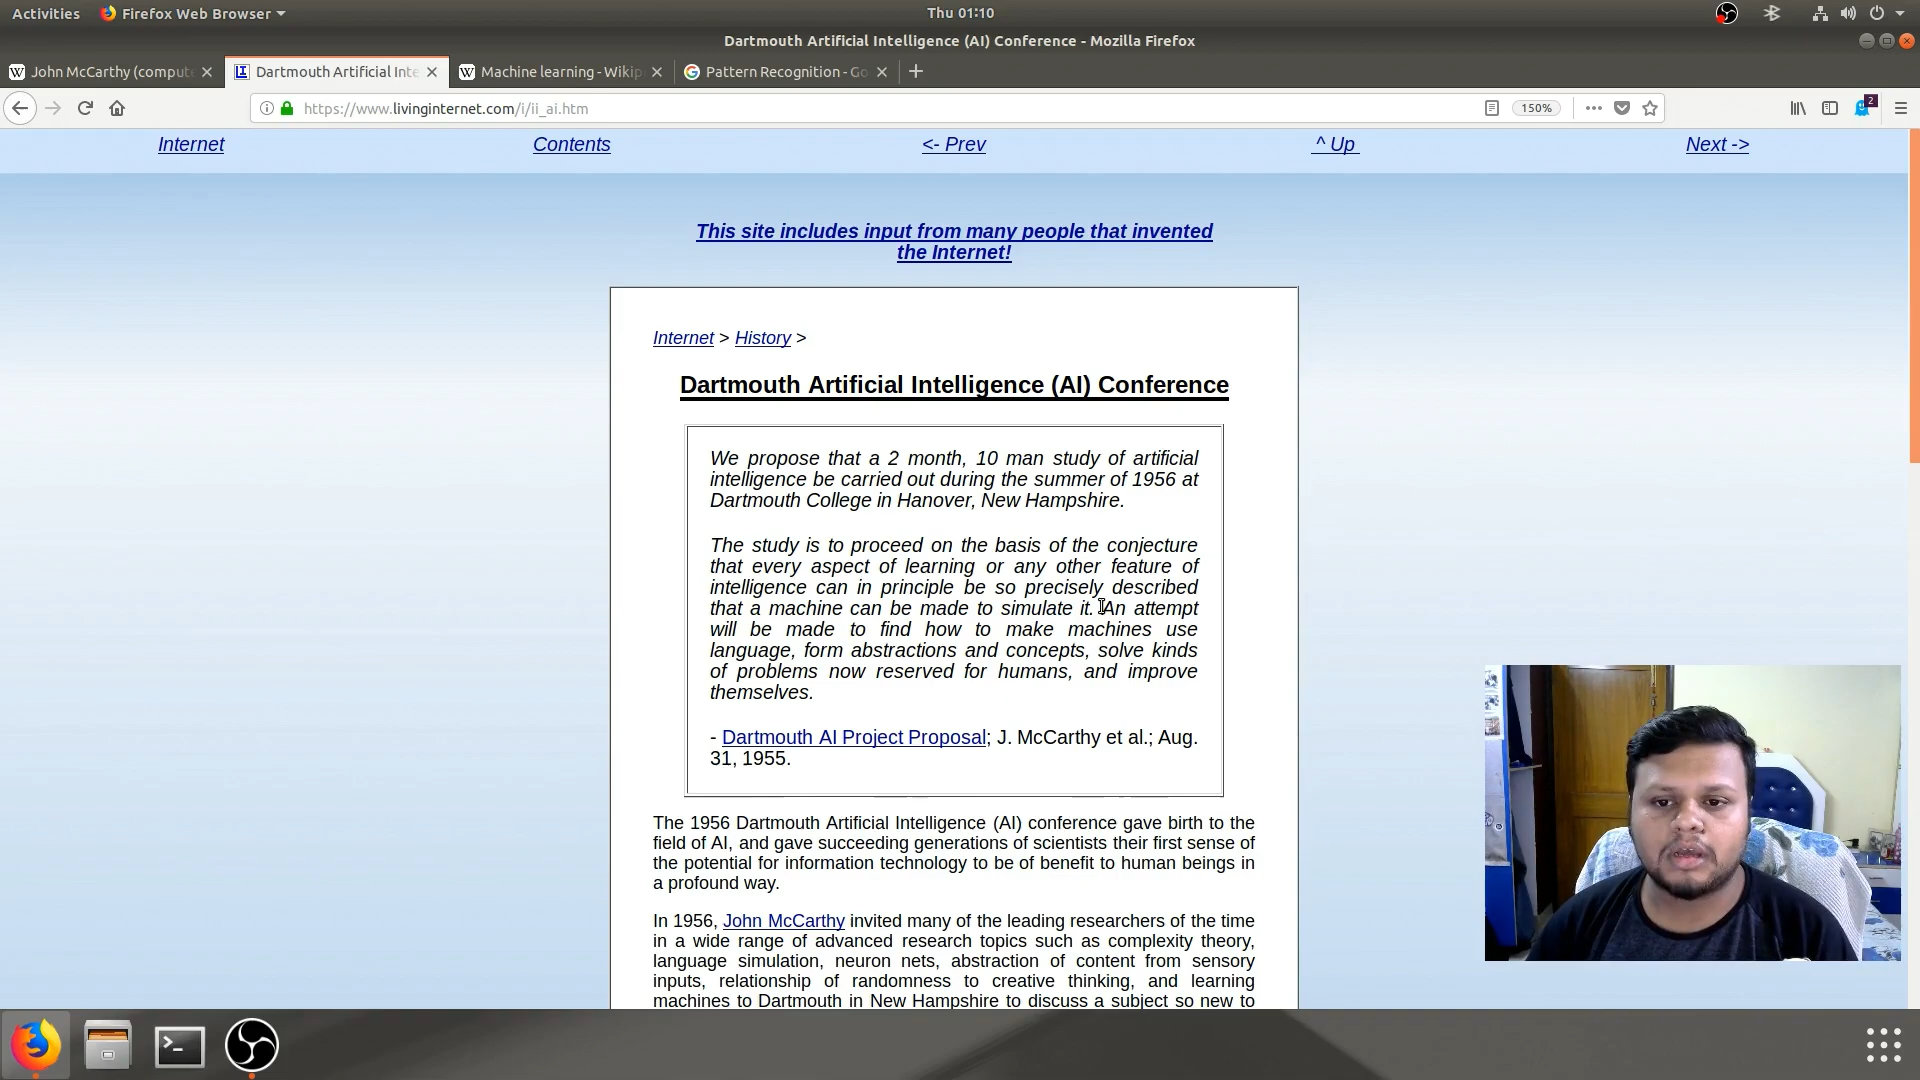 Activities
Firefox Web Browser
Thu 01:10
Dartmouth Artificial Intelligence (AI) Conference - Mozilla Firefox
John McCarthy (compute
Dartmouth Artificial Inte
Machine learning - Wikip
Pattern Recognition - Go
https://www.livinginternet.com/i/ii_ai.htm
150%
2
Internet
Contents
<- Prev
^ Up
Next ->
This site includes input from many people that invented
the Internet!
Internet > History >
Dartmouth Artificial Intelligence (AI) Conference
We propose that a 2 month, 10 man study of artificial
intelligence be carried out during the summer of 1956 at
Dartmouth College in Hanover, New Hampshire.
The study is to proceed on the basis of the conjecture
that every aspect of learning or any other feature of
intelligence can in principle be so precisely described
that a machine can be made to simulate it. An attempt
will be made to find how to make machines use
language, form abstractions and concepts, solve kinds
of problems now reserved for humans, and improve
themselves.
- Dartmouth AI Project Proposal; J. McCarthy et al.; Aug.
31, 1955.
The 1956 Dartmouth Artificial Intelligence (AI) conference gave birth to the
field of AI, and gave succeeding generations of scientists their first sense of
the potential for information technology to be of benefit to human beings in
a profound way.
In 1956, John McCarthy invited many of the leading researchers of the time
in a wide range of advanced research topics such as complexity theory,
language simulation, neuron nets, abstraction of content from sensory
inputs, relationship of randomness to creative thinking, and learning
machines to Dartmouth in New Hampshire to discuss a subject so new to